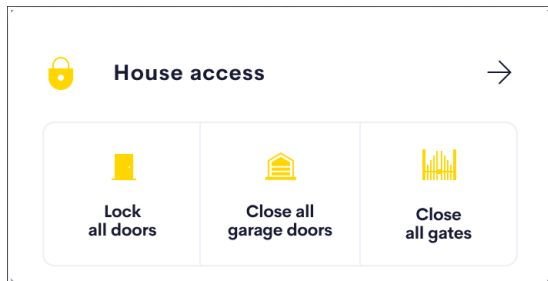 House access
Lock
all doors
Close all
garage doors
Close
all gates